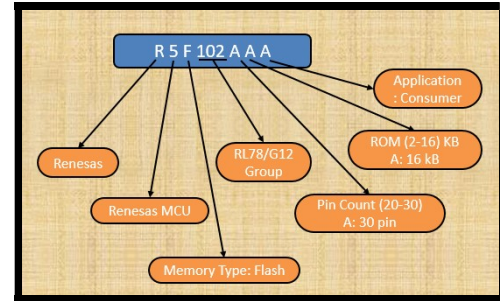 R 5 F 102 A A A
Application
: Consumer
ROM (2-16) KB
A: 16 kB
Renesas
RL78/G12
Group
Renesas MCU
Pin Count (20-30)
A: 30 pin
Memory Type: Flash